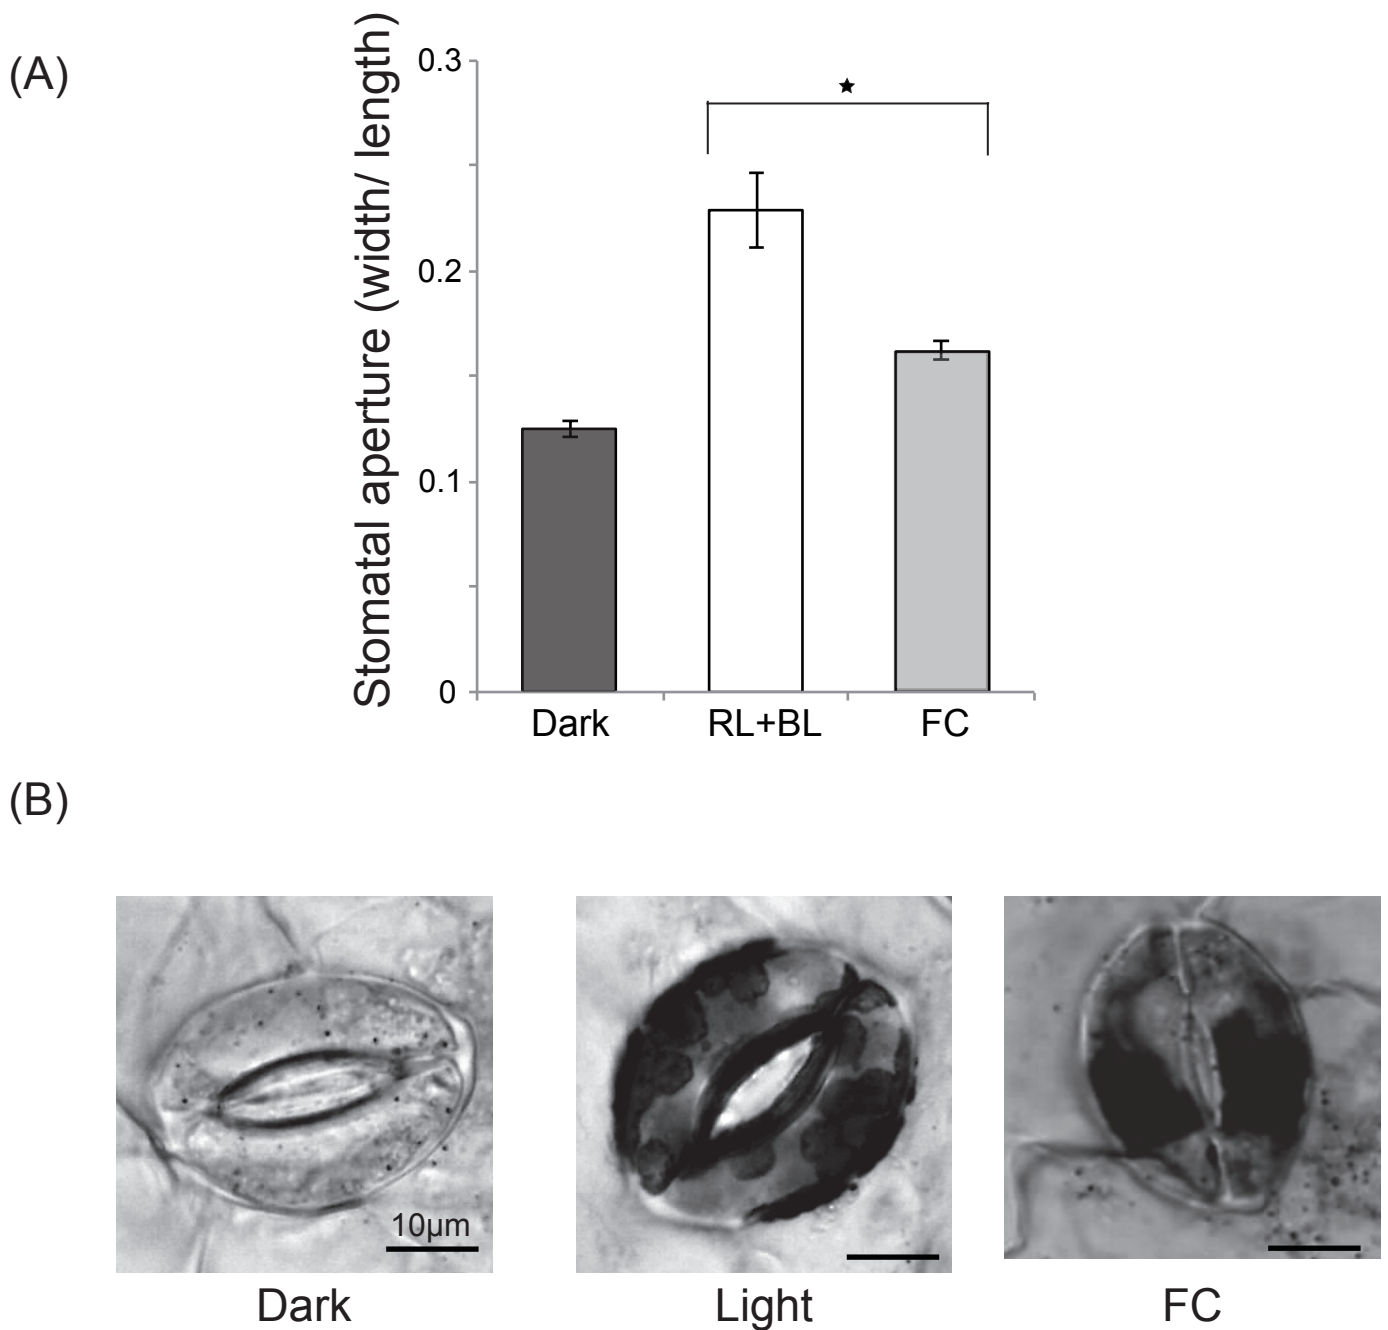 (A)
Stomatal aperture (width/ length)
0.3
0.2
0.1
0
★
Dark RL+BL FC
(B)
10µm
Dark Light FC